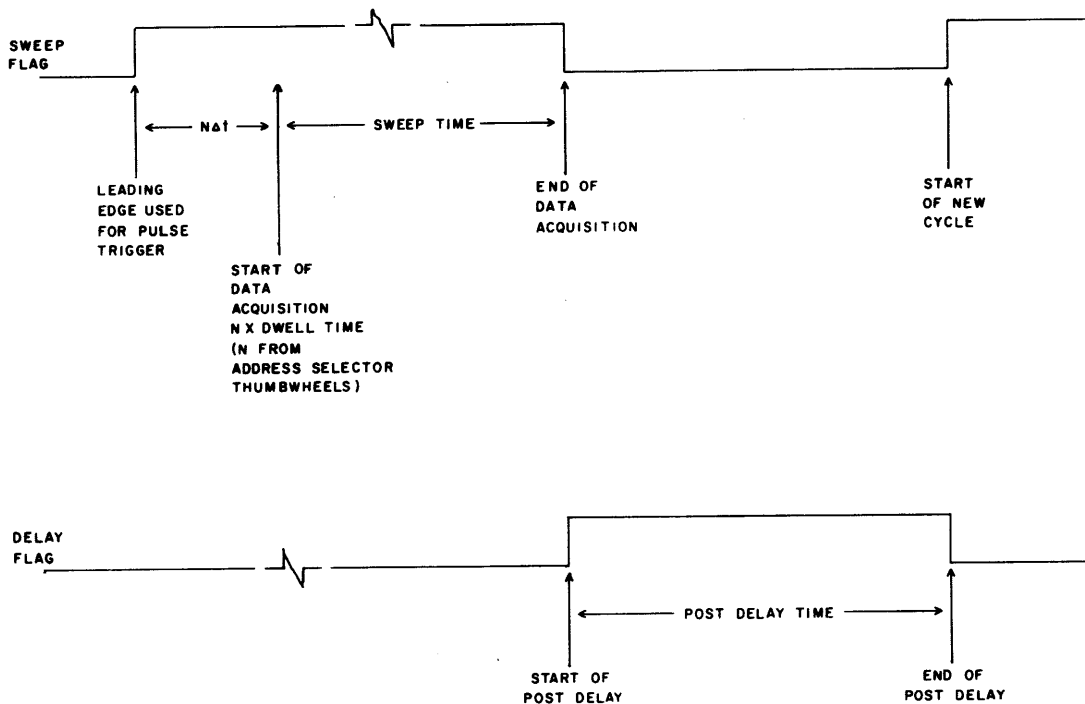 SWEEP
FLAG
NΔt
SWEEP TIME
LEADING
EDGE USED
FOR PULSE
TRIGGER
START OF
DATA
ACQUISITION
N X DWELL TIME
(N FROM
ADDRESS SELECTOR
THUMBWHEELS)
END OF
DATA
ACQUISITION
START
OF NEW
CYCLE
DELAY
FLAG
POST DELAY TIME
START OF
POST DELAY
END OF
POST DELAY